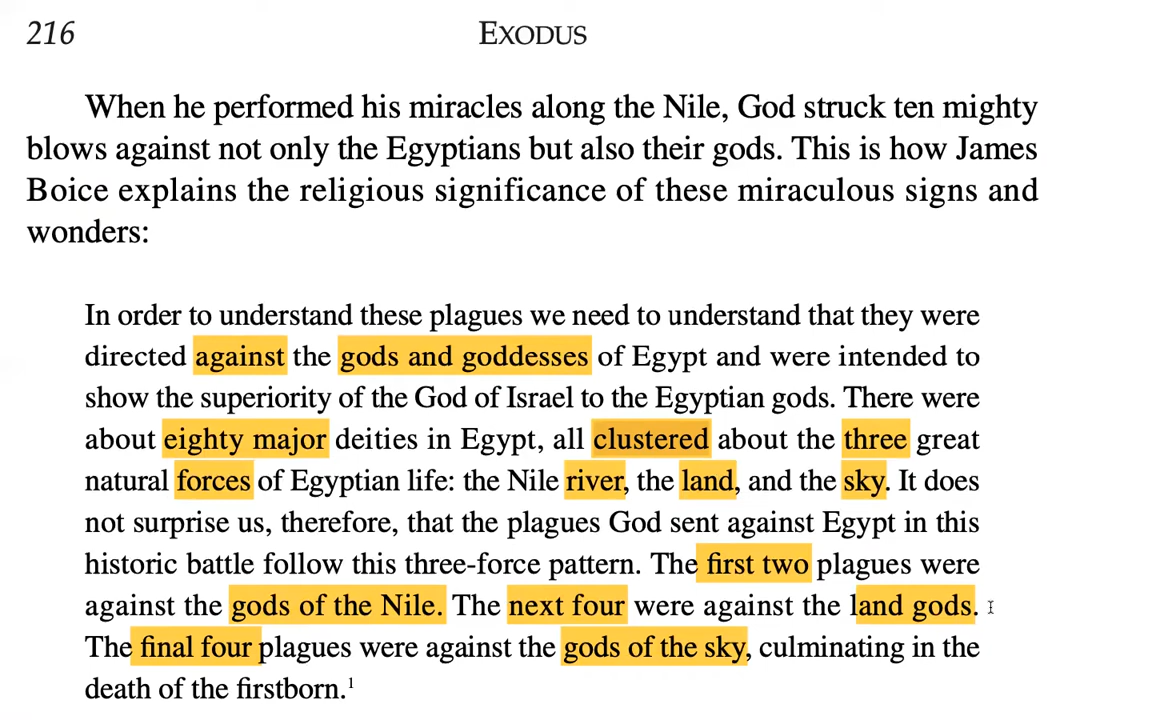 216
EXODUS
When he performed his miracles along the Nile, God struck ten mighty
blows against not only the Egyptians but also their gods. This is how James
Boice explains the religious significance of these miraculous signs and
wonders:
In order to understand these plagues we need to understand that they were
directed against the gods and goddesses of Egypt and were intended to
show the superiority of the God of Israel to the Egyptian gods. There were
about eighty major deities in Egypt, all clustered about the three great
natural forces of Egyptian life: the Nile river, the land, and the sky. It does
not surprise us, therefore, that the plagues God sent against Egypt in this
historic battle follow this three-force pattern. The first two plagues were
against the gods of the Nile. The next four were against the land gods.
The final four plagues were against the gods of the sky, culminating in the
death of the firstborn.¹